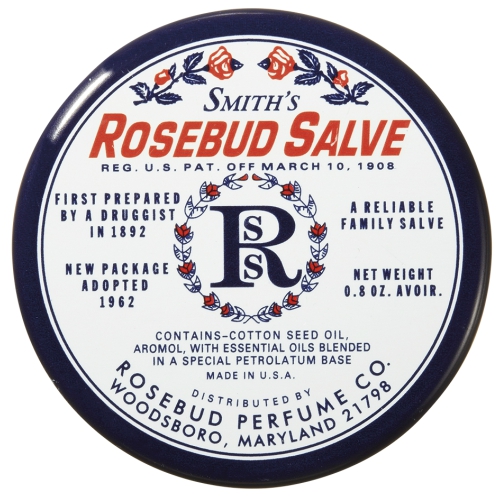 SMITH'S
ROSEBUD SALVE
REG. U.S. PAT. OFF MARCH 10, 1908
FIRST PREPARED
BY A DRUGGIST
IN 1892
NEW PACKAGE
ADOPTED
1962
RSS
A RELIABLE
FAMILY SALVE
NET WEIGHT
0.8 OZ. AVOIR.
CONTAINS-COTTON SEED OIL,
AROMOL, WITH ESSENTIAL OILS BLENDED
IN A SPECIAL PETROLATUM BASE
MADE IN U.S.A.
DISTRIBUTED BY
ROSEBUD PERFUME CO.
WOODSBORO, MARYLAND 21798